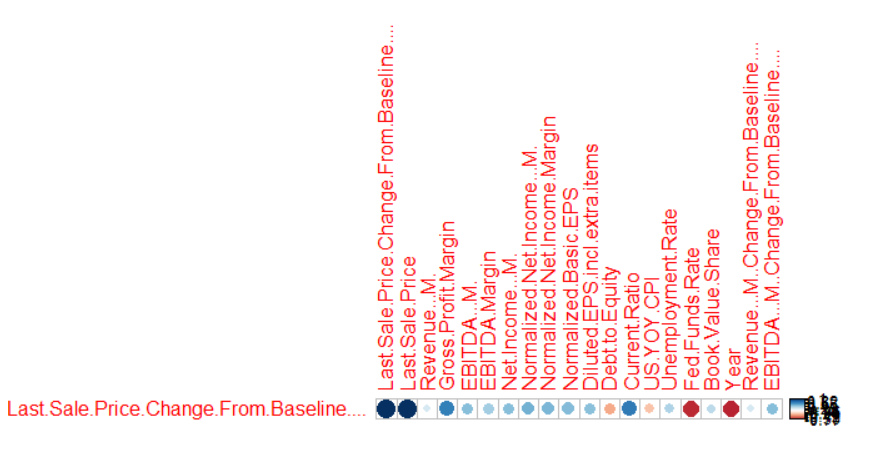 Last.Sale.Price.Change.From.Baseline....
Last.Sale.Price
Revenue...M.
Gross.Profit.Margin
EBITDA...M.
EBITDA.Margin
Net.Income...M.
Normalized.Net.Income...M.
Normalized.Net.Income.Margin
Normalized.Basic.EPS
Diluted.EPS.incl.extra.items
Debt.to.Equity
Current.Ratio
US.YOY.CPI
Unemployment.Rate
Fed.Funds.Rate
Book.Value.Share
Year
Revenue...M..Change.From.Baseline....
EBITDA...M..Change.From.Baseline....
Last.Sale.Price.Change.From.Baseline....